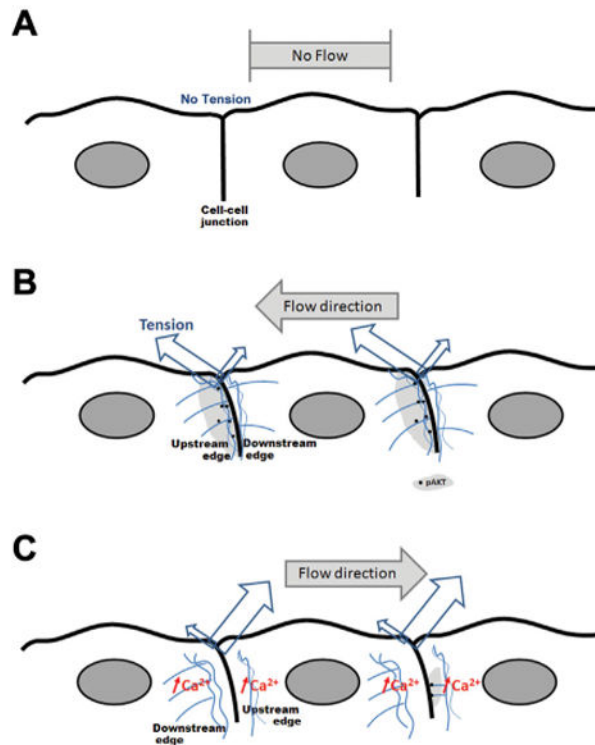 A
No Flow
No Tension
Cell-cell
junction
B
Flow direction
Tension
Upstream Downstream
edge edge
pAKT
C
Flow direction
Ca²⁺ Ca²⁺ Ca²⁺ Ca²⁺
Upstream
edge
Downstream
edge